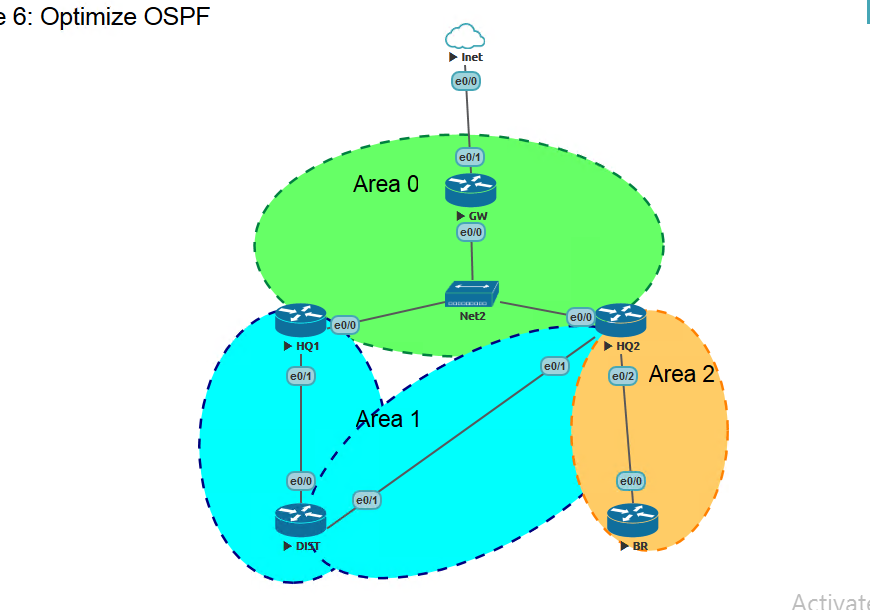 e 6: Optimize OSPF
Inet
e0/0
e0/1
Area 0
GW
e0/0
Net2
e0/0
e0/0
HQ1
HQ2
e0/1
e0/1
e0/2
Area 2
Area 1
e0/0
e0/1
e0/0
DIST
BR
Activate